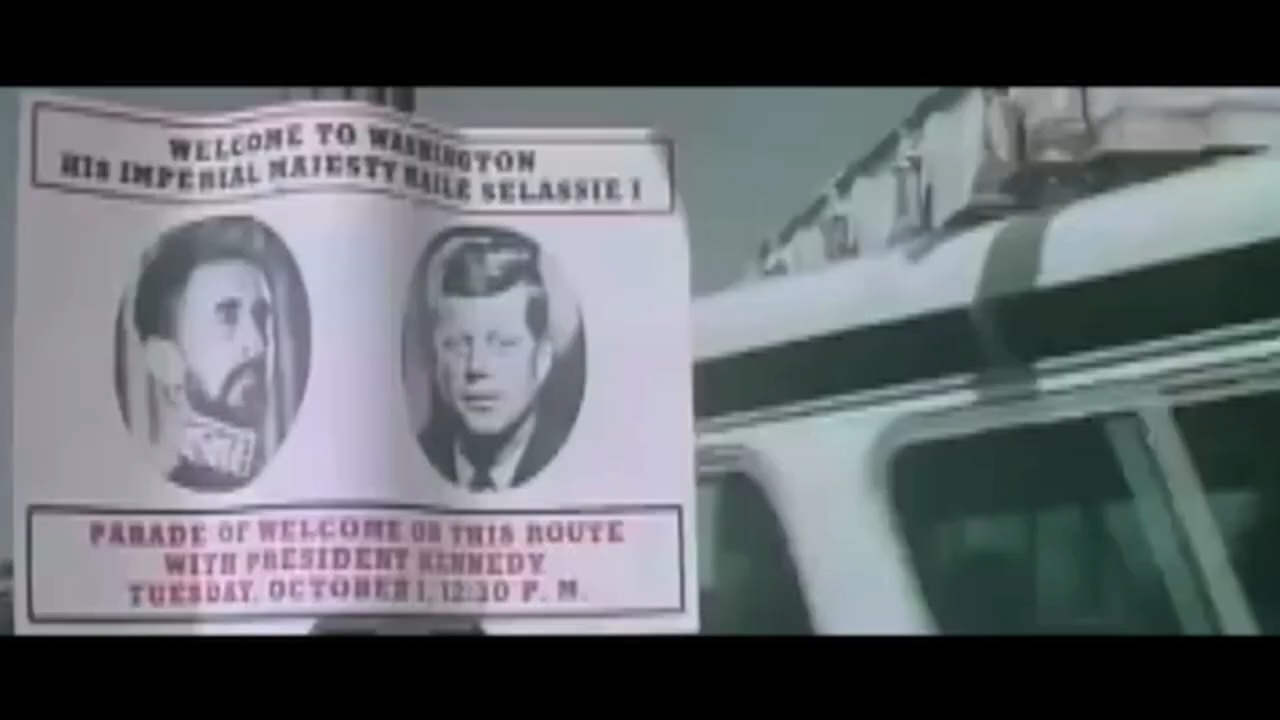 WELCOME TO WASHINGTON
HIS IMPERIAL MAJESTY HAILE SELASSIE I
PARADE OF WELCOME ON THIS ROUTE
WITH PRESIDENT KENNEDY
TUESDAY, OCTOBER 1, 12:30 P. M.